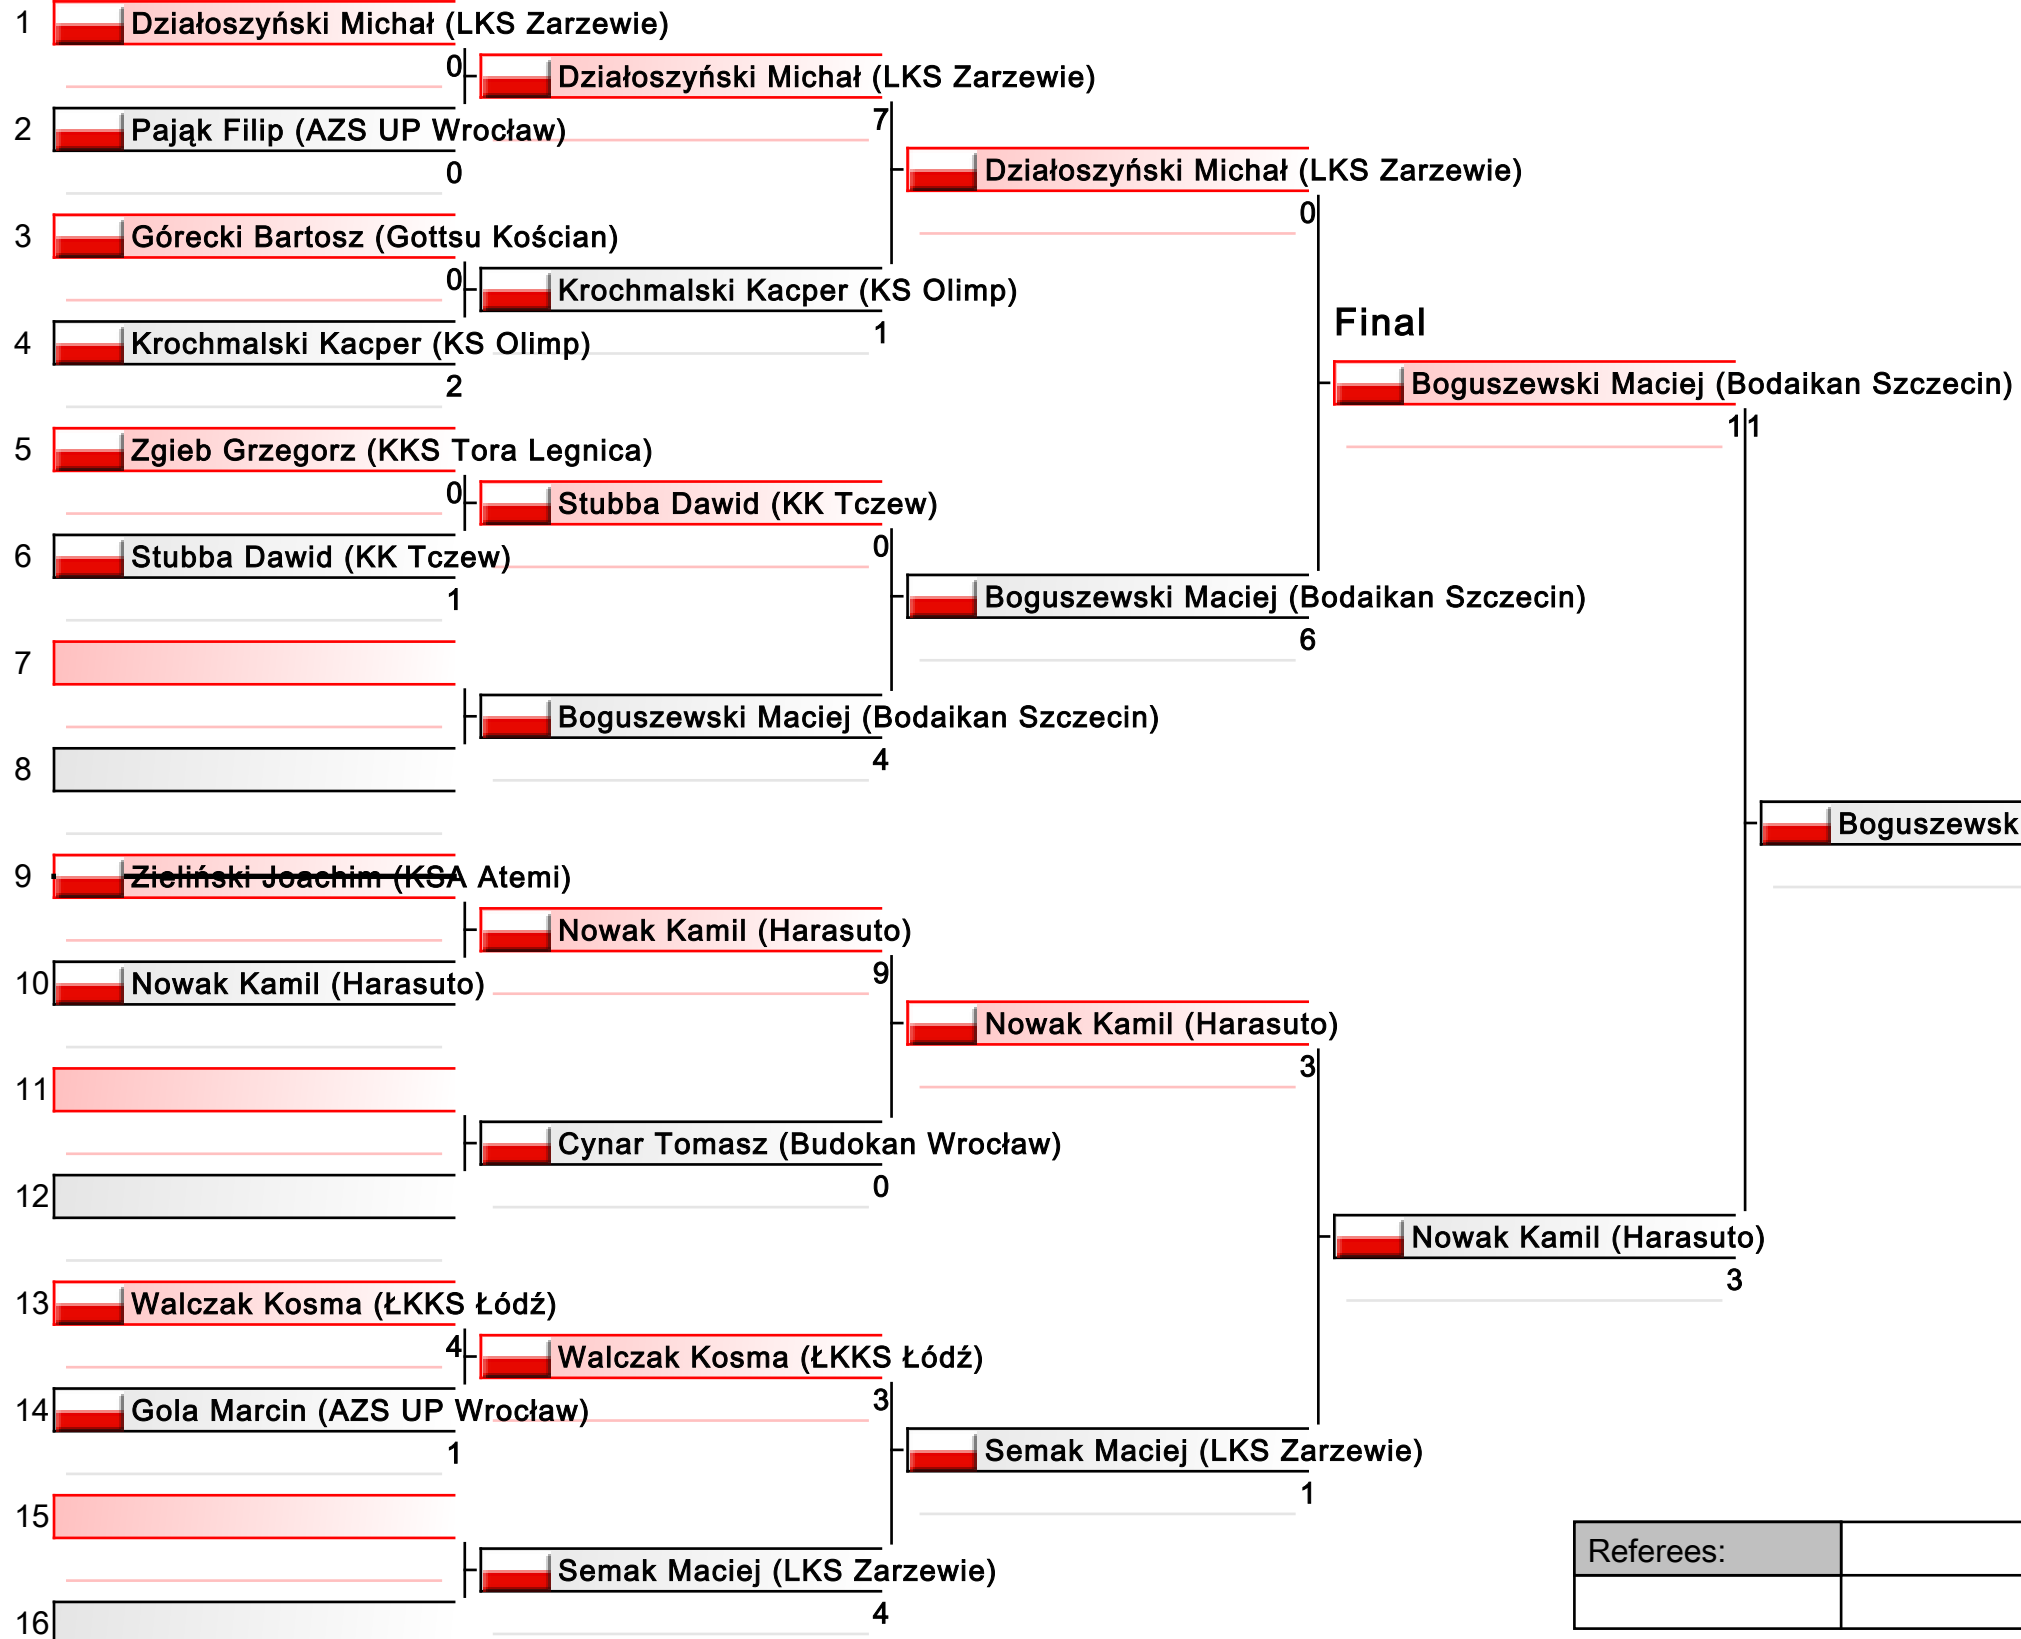 1 Działoszyński Michał (LKS Zarzewie)
0
Działoszyński Michał (LKS Zarzewie)
7
2 Pająk Filip (AZS UP Wrocław)
0
Działoszyński Michał (LKS Zarzewie)
0
3 Górecki Bartosz (Gottsu Kościan)
0
Krochmalski Kacper (KS Olimp)
1
Final
4 Krochmalski Kacper (KS Olimp)
2
Boguszewski Maciej (Bodaikan Szczecin)
11
5 Zgieb Grzegorz (KKS Tora Legnica)
0
Stubba Dawid (KK Tczew)
0
6 Stubba Dawid (KK Tczew)
1
Boguszewski Maciej (Bodaikan Szczecin)
6
7
Boguszewski Maciej (Bodaikan Szczecin)
4
8
Boguszewsk
9 Zieliński Joachim (KSA Atemi)
Nowak Kamil (Harasuto)
9
10 Nowak Kamil (Harasuto)
Nowak Kamil (Harasuto)
3
11
Cynar Tomasz (Budokan Wrocław)
0
12
Nowak Kamil (Harasuto)
3
13 Walczak Kosma (ŁKKS Łódź)
4
Walczak Kosma (ŁKKS Łódź)
3
14 Gola Marcin (AZS UP Wrocław)
1
Semak Maciej (LKS Zarzewie)
1
15
Semak Maciej (LKS Zarzewie)
4
16
Referees: